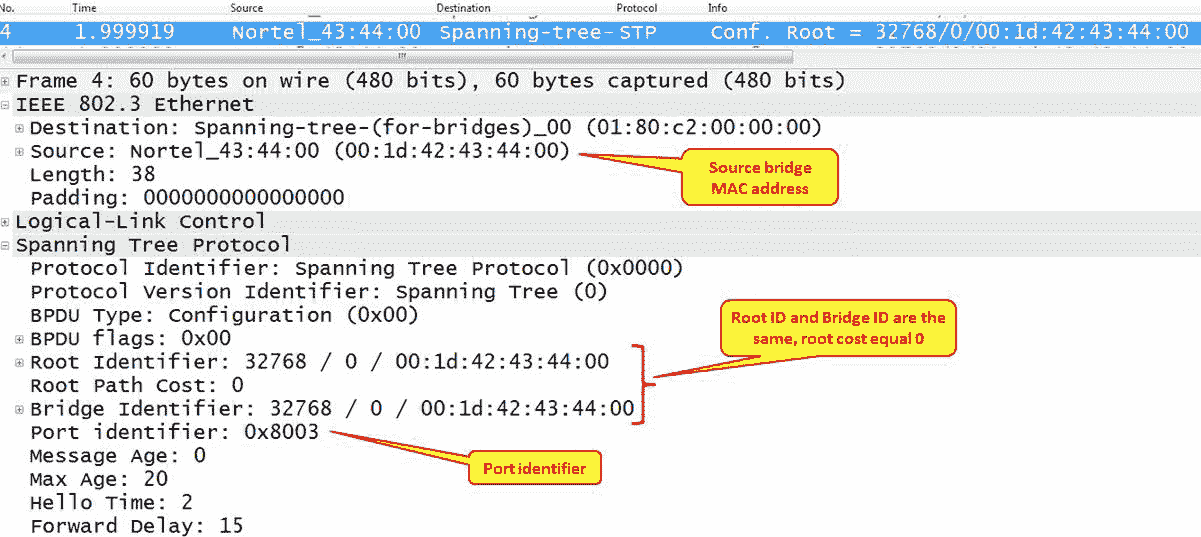 No. Time Source Destination Protocol Info
4 1.999919 Nortel_43:44:00 Spanning-tree- STP Conf. Root = 32768/0/00:1d:42:43:44:00
Frame 4: 60 bytes on wire (480 bits), 60 bytes captured (480 bits)
IEEE 802.3 Ethernet
Destination: Spanning-tree-(for-bridges)_00 (01:80:c2:00:00:00)
Source: Nortel_43:44:00 (00:1d:42:43:44:00)
Source bridge
MAC address
Length: 38
Padding: 0000000000000000
Logical-Link Control
Spanning Tree Protocol
Protocol Identifier: Spanning Tree Protocol (0x0000)
Protocol Version Identifier: Spanning Tree (0)
BPDU Type: Configuration (0x00)
BPDU flags: 0x00
Root ID and Bridge ID are the
same, root cost equal 0
Root Identifier: 32768 / 0 / 00:1d:42:43:44:00
Root Path Cost: 0
Bridge Identifier: 32768 / 0 / 00:1d:42:43:44:00
Port identifier: 0x8003
Port identifier
Message Age: 0
Max Age: 20
Hello Time: 2
Forward Delay: 15